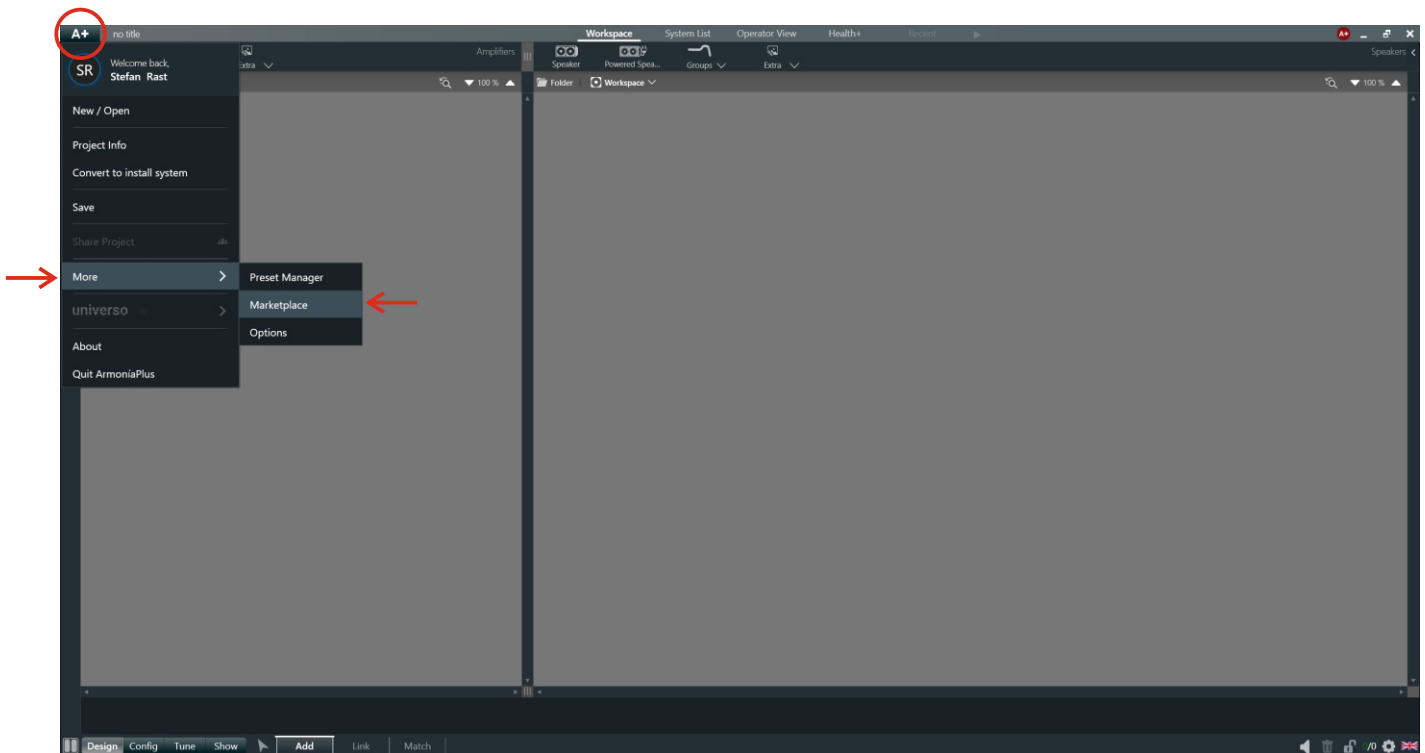 A+ no title Workspace System List Operator View Health+ Recent A+
SR Welcome back,
Stefan Rast
Extra Amplifiers
Speaker Powered Spea... Groups Extra Speakers
100 % Folder Workspace 100 %
New / Open
Project Info
Convert to install system
Save
Share Project
More
Preset Manager
Marketplace
Options
universo
About
Quit ArmoníaPlus
Design Config Tune Show Add Link Match /0